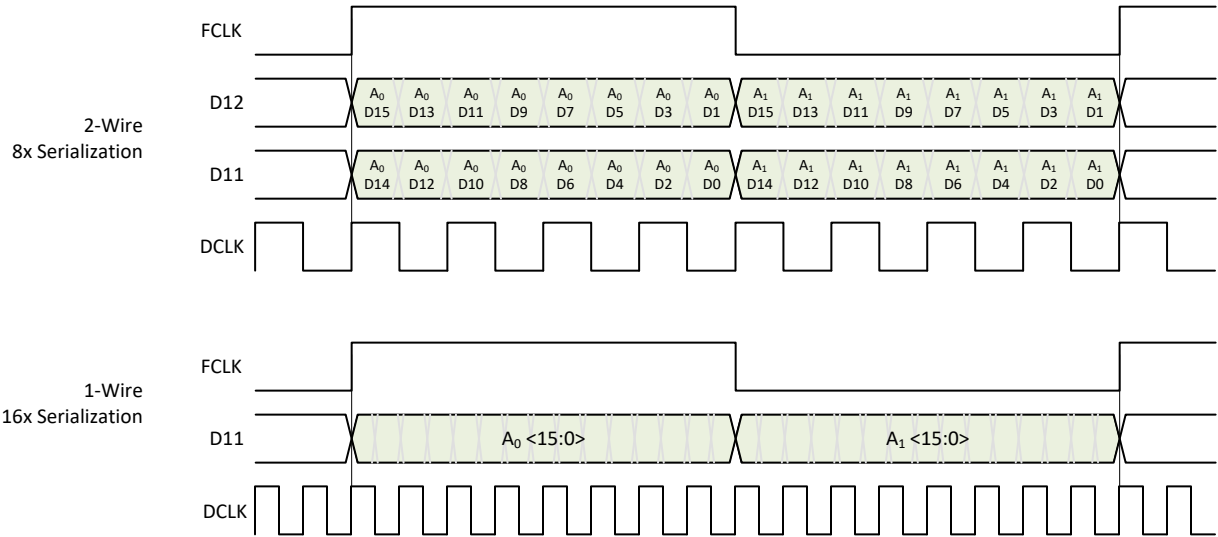 FCLK
D12
A0 A0 A0 A0 A0 A0 A0 A0 A1 A1 A1 A1 A1 A1 A1 A1
D15 D13 D11 D9 D7 D5 D3 D1 D15 D13 D11 D9 D7 D5 D3 D1
2-Wire
8x Serialization
D11
A0 A0 A0 A0 A0 A0 A0 A0 A1 A1 A1 A1 A1 A1 A1 A1
D14 D12 D10 D8 D6 D4 D2 D0 D14 D12 D10 D8 D6 D4 D2 D0
DCLK
FCLK
1-Wire
16x Serialization
D11 A0 <15:0> A1 <15:0>
DCLK